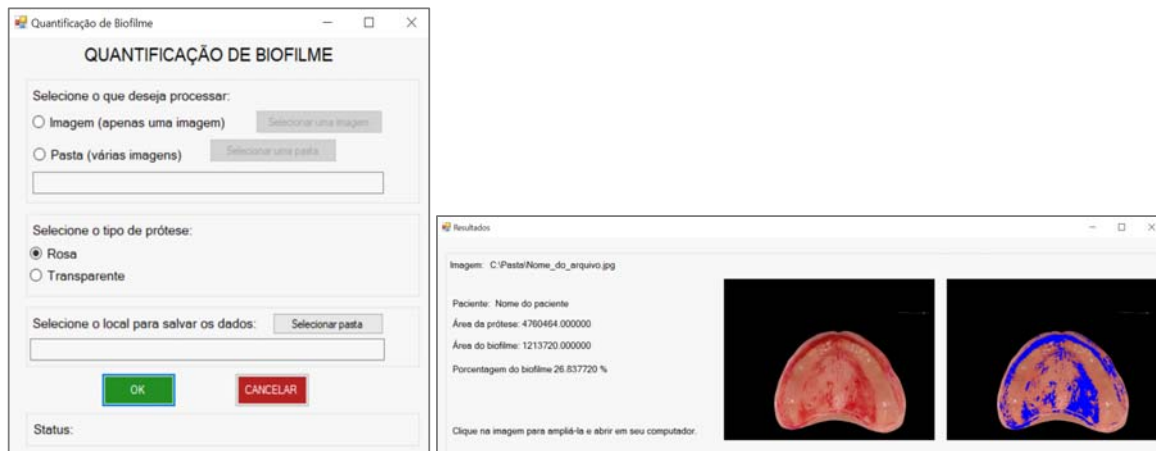 Quantificação de Biofilme
QUANTIFICAÇÃO DE BIOFILME
Selecione o que deseja processar:
Imagem (apenas uma imagem) Selecionar uma imagem
Pasta (várias imagens) Selecionar uma pasta
Selecione o tipo de prótese:
Rosa
Transparente
Selecione o local para salvar os dados: Selecionar pasta
OK CANCELAR
Status:
Resultados
Imagem: C:\Pasta\Nome_do_arquivo.jpg
Paciente: Nome do paciente
Área da prótese: 4760464.000000
Área do biofilme: 1213720.000000
Porcentagem do biofilme 26.837720 %
Clique na imagem para ampliá-la e abrir em seu computador.